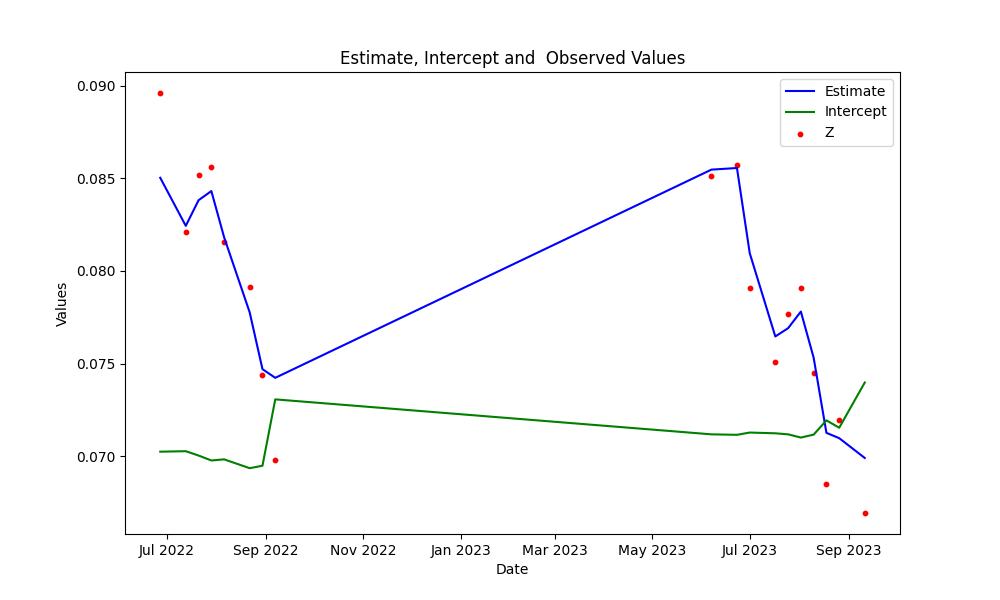 Estimate, Intercept and  Observed Values
Estimate
Intercept
Z
0.090
0.085
0.080
0.075
0.070
Values
Jul 2022
Sep 2022
Nov 2022
Jan 2023
Mar 2023
May 2023
Jul 2023
Sep 2023
Date